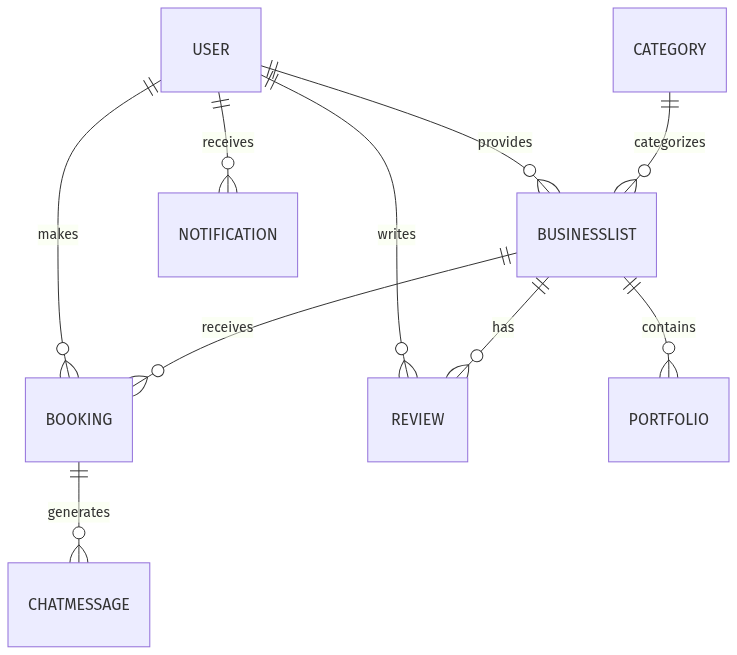 USER
CATEGORY
receives
provides
categorizes
makes
NOTIFICATION
writes
BUSINESSLIST
receives
has
contains
BOOKING
REVIEW
PORTFOLIO
generates
CHATMESSAGE